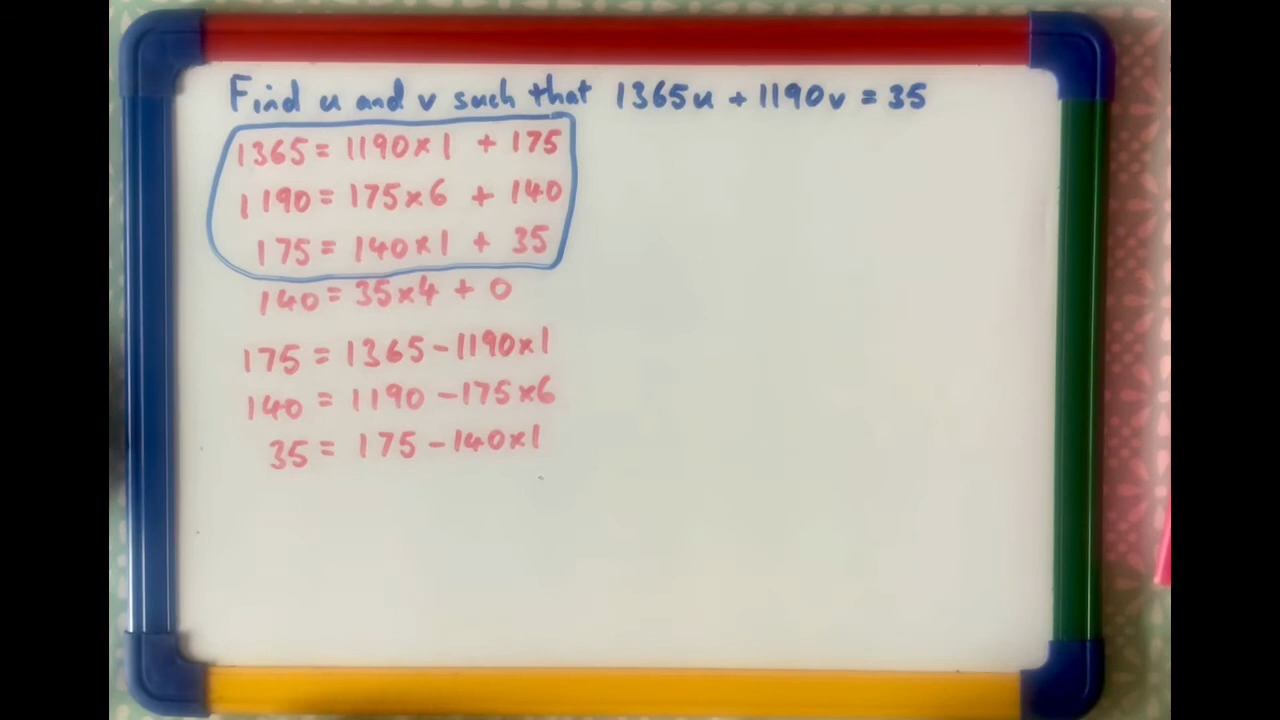 Find u and v such that 1365u + 1190v = 35
1365 = 1190 × 1 + 175
1190 = 175 × 6 + 140
175 = 140 × 1 + 35
140 = 35 × 4 + 0
175 = 1365 - 1190 × 1
140 = 1190 - 175 × 6
35 = 175 - 140 × 1